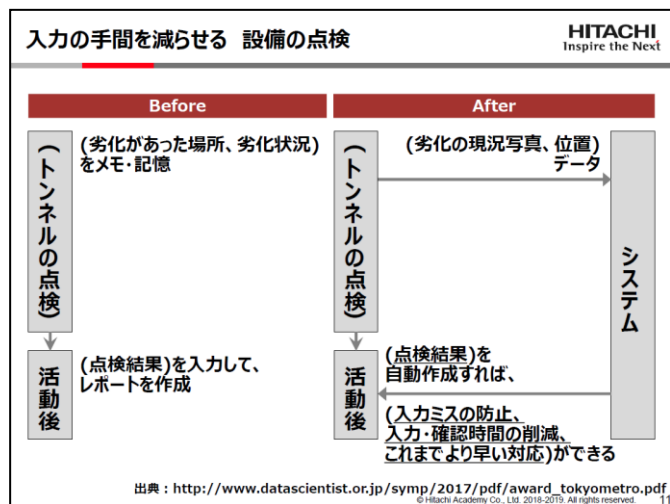 入力の手間を減らせる 設備の点検
HITACHI
Inspire the Next
Before
After
(トンネルの点検)
(劣化があった場所、劣化状況)
をメモ・記憶
活動後
(点検結果)を入力して、
レポートを作成
(トンネルの点検)
(劣化の現況写真、位置)
データ
システム
活動後
(点検結果)を
自動作成すれば、
(入力ミスの防止、
入力・確認時間の削減、
これまでより早い対応)ができる
出典：http://www.datascientist.or.jp/symp/2017/pdf/award_tokyometro.pdf
© Hitachi Academy Co., Ltd. 2018-2019. All rights reserved.
11